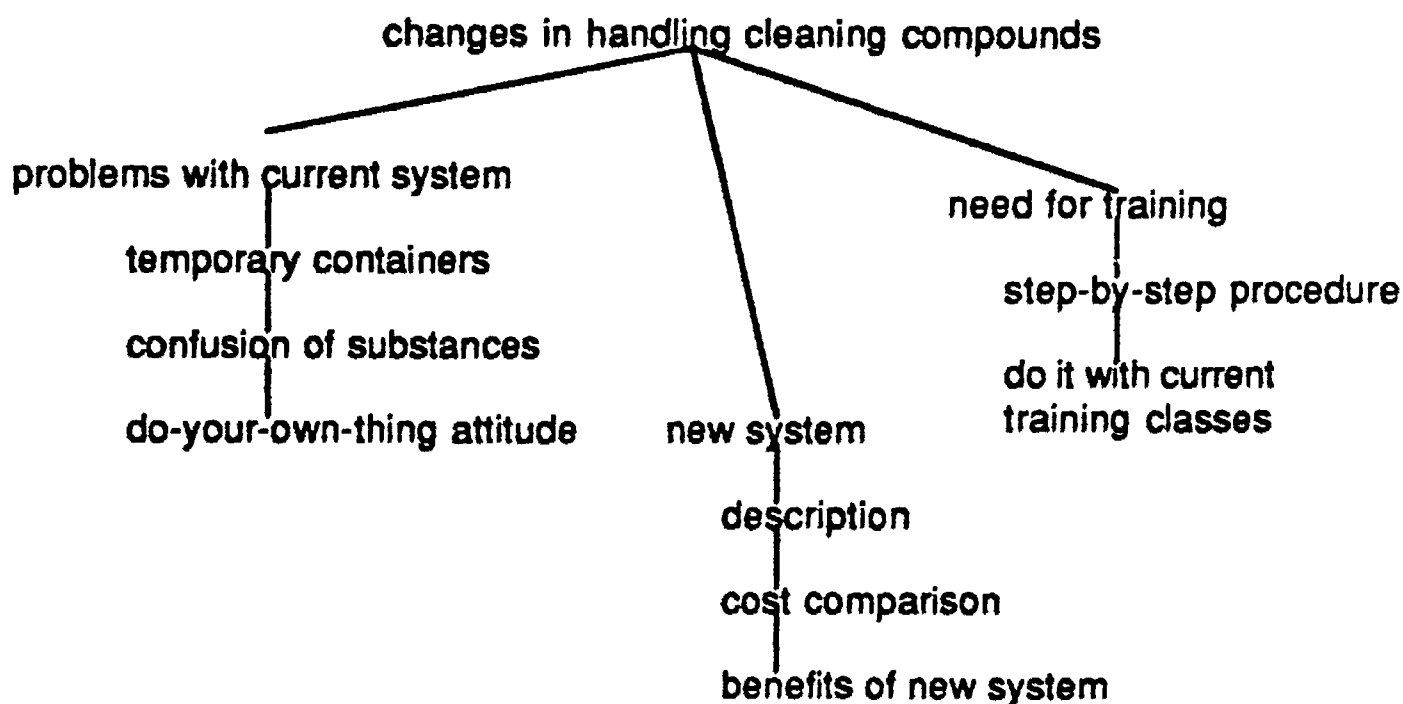 changes in handling cleaning compounds
problems with current system
temporary containers
confusion of substances
do-your-own-thing attitude
new system
description
cost comparison
benefits of new system
need for training
step-by-step procedure
do it with current
training classes